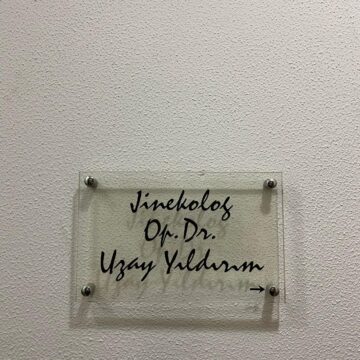 Jinekolog
Op.Dr.
Uzay Yıldırım
→